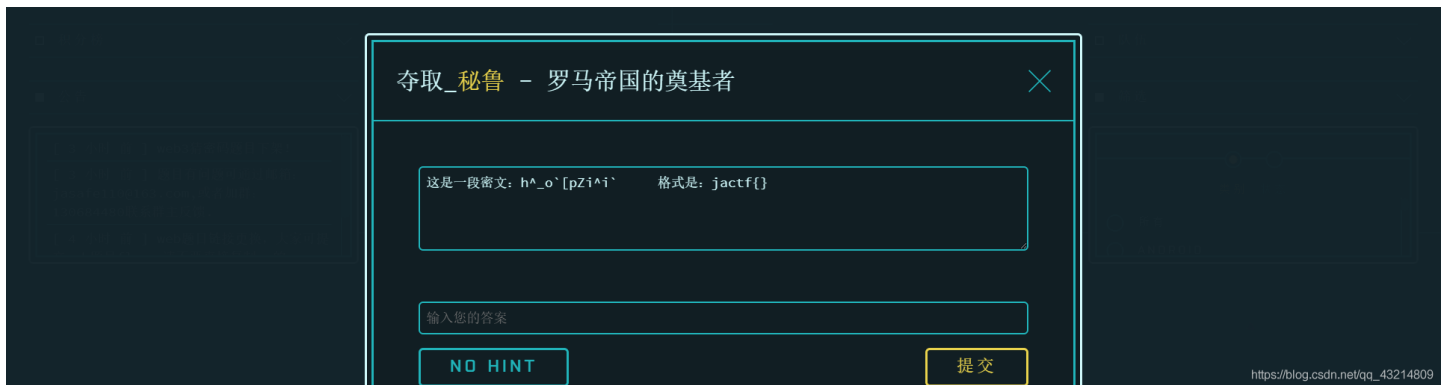 夺取_秘鲁 - 罗马帝国的奠基者
这是一段密文：h^_o`[pZi^i` 格式是：jactf{}
输入您的答案
NO HINT
提交
https://blog.csdn.net/qq_43214809